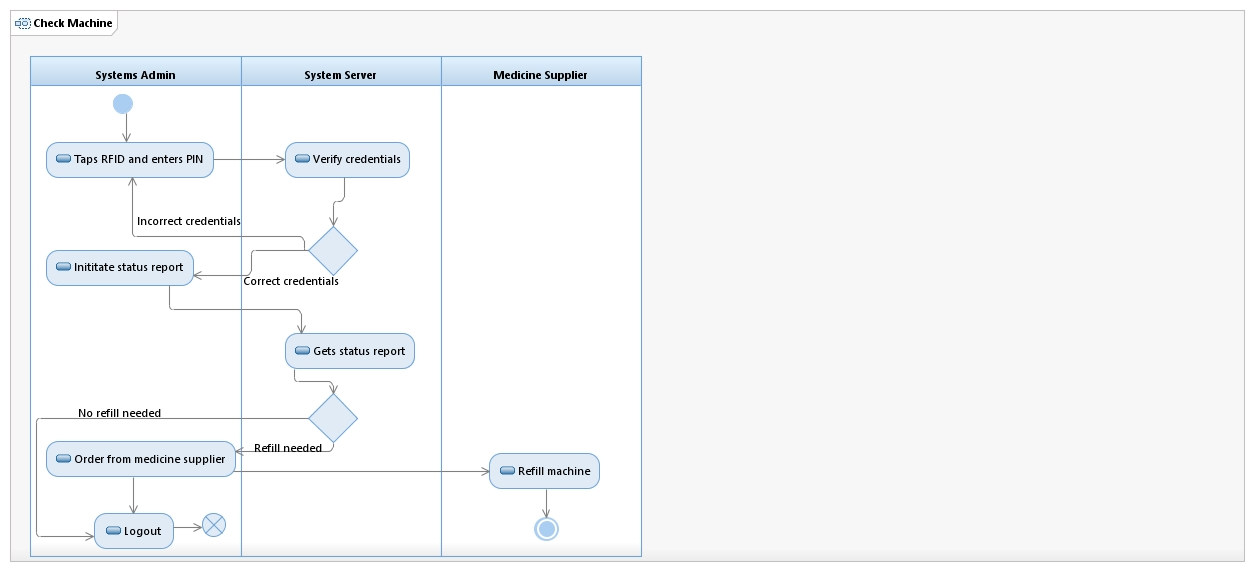 Check Machine
Systems Admin
System Server
Medicine Supplier
Taps RFID and enters PIN
Verify credentials
Incorrect credentials
Inititate status report
Correct credentials
Gets status report
No refill needed
Refill needed
Order from medicine supplier
Refill machine
Logout